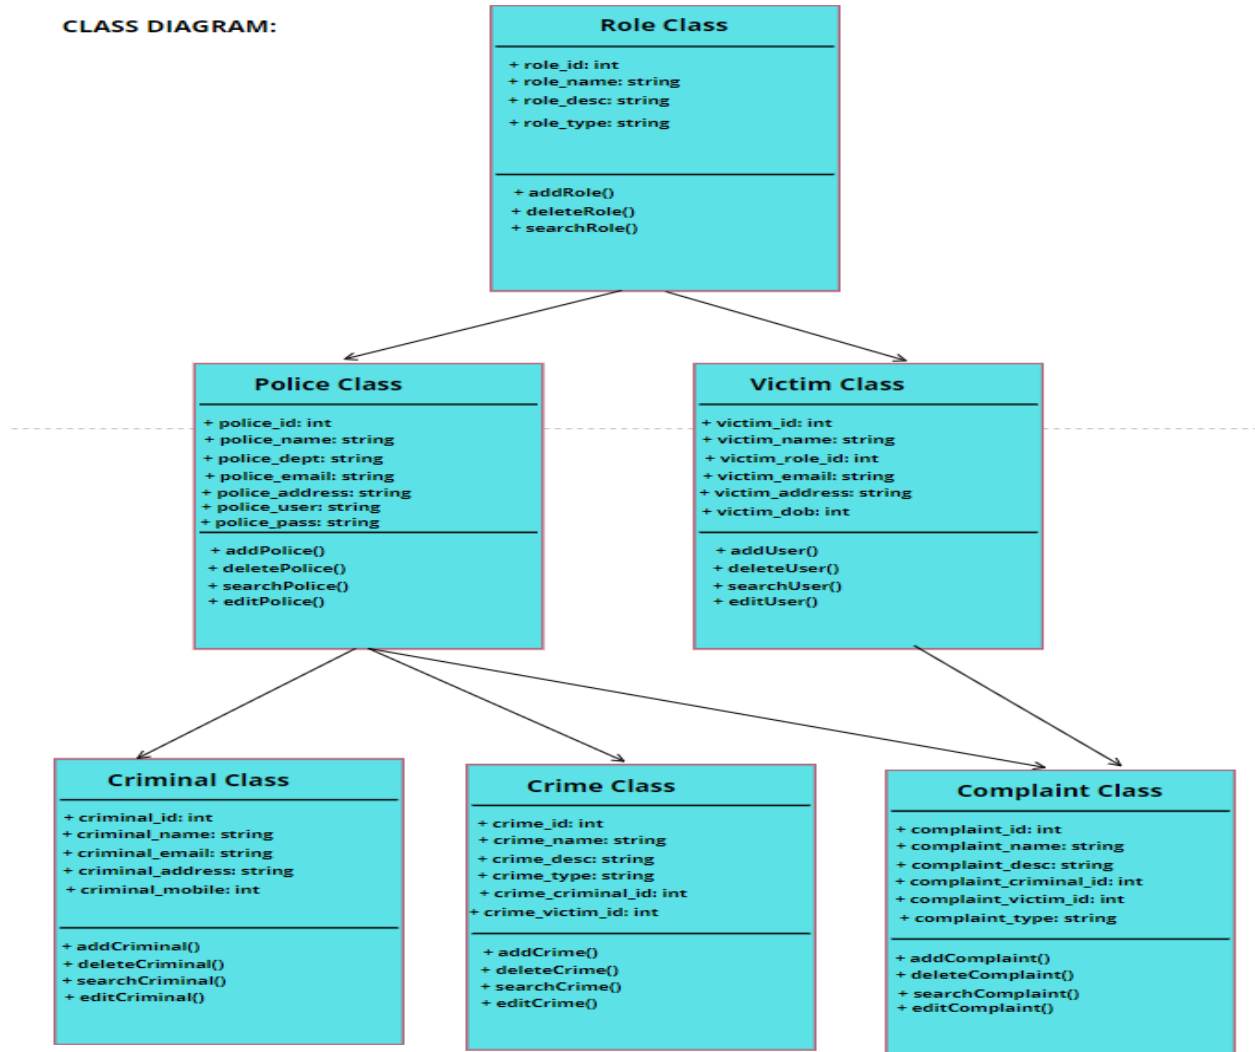 CLASS DIAGRAM:
Role Class
+ role_id: int
+ role_name: string
+ role_desc: string
+ role_type: string
+ addRole()
+ deleteRole()
+ searchRole()
Police Class
+ police_id: int
+ police_name: string
+ police_dept: string
+ police_email: string
+ police_address: string
+ police_user: string
+ police_pass: string
+ addPolice()
+ deletePolice()
+ searchPolice()
+ editPolice()
Victim Class
+ victim_id: int
+ victim_name: string
+ victim_role_id: int
+ victim_email: string
+ victim_address: string
+ victim_dob: int
+ addUser()
+ deleteUser()
+ searchUser()
+ editUser()
Criminal Class
+ criminal_id: int
+ criminal_name: string
+ criminal_email: string
+ criminal_address: string
+ criminal_mobile: int
+ addCriminal()
+ deleteCriminal()
+ searchCriminal()
+ editCriminal()
Crime Class
+ crime_id: int
+ crime_name: string
+ crime_desc: string
+ crime_type: string
+ crime_criminal_id: int
+ crime_victim_id: int
+ addCrime()
+ deleteCrime()
+ searchCrime()
+ editCrime()
Complaint Class
+ complaint_id: int
+ complaint_name: string
+ complaint_desc: string
+ complaint_criminal_id: int
+ complaint_victim_id: int
+ complaint_type: string
+ addComplaint()
+ deleteComplaint()
+ searchComplaint()
+ editComplaint()